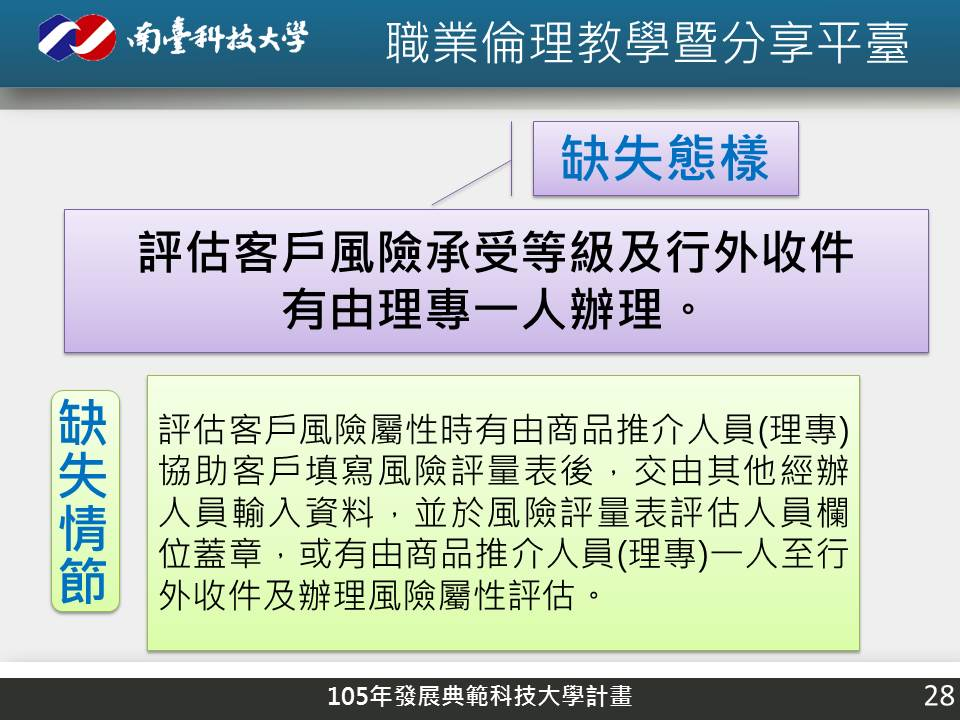 南臺科技大學
職業倫理教學暨分享平臺
缺失態樣
評估客戶風險承受等級及行外收件
有由理專一人辦理。
缺失情節
評估客戶風險屬性時有由商品推介人員(理專)
協助客戶填寫風險評量表後，交由其他經辦
人員輸入資料，並於風險評量表評估人員欄
位蓋章，或有由商品推介人員(理專)一人至行
外收件及辦理風險屬性評估。
105年發展典範科技大學計畫
28